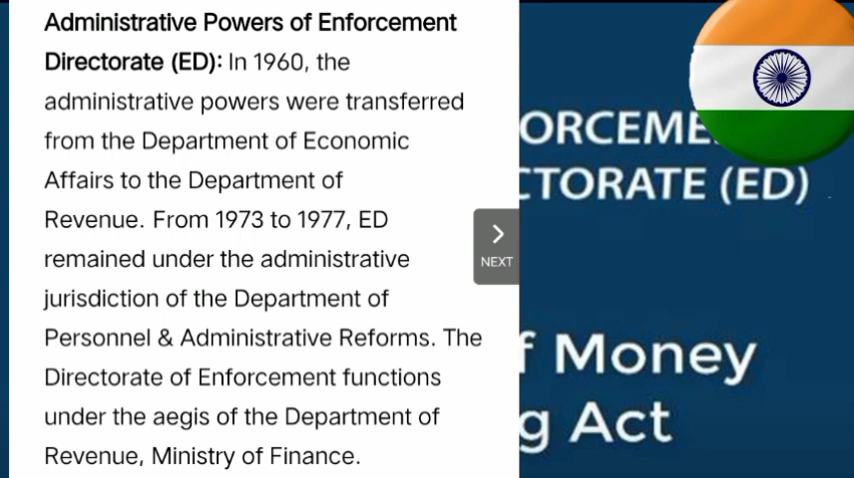 Administrative Powers of Enforcement
Directorate (ED): In 1960, the
administrative powers were transferred
from the Department of Economic
Affairs to the Department of
Revenue. From 1973 to 1977, ED
remained under the administrative
jurisdiction of the Department of
Personnel & Administrative Reforms. The
Directorate of Enforcement functions
under the aegis of the Department of
Revenue, Ministry of Finance.
NEXT
ORCEME
CTORATE (ED)
f Money
g Act